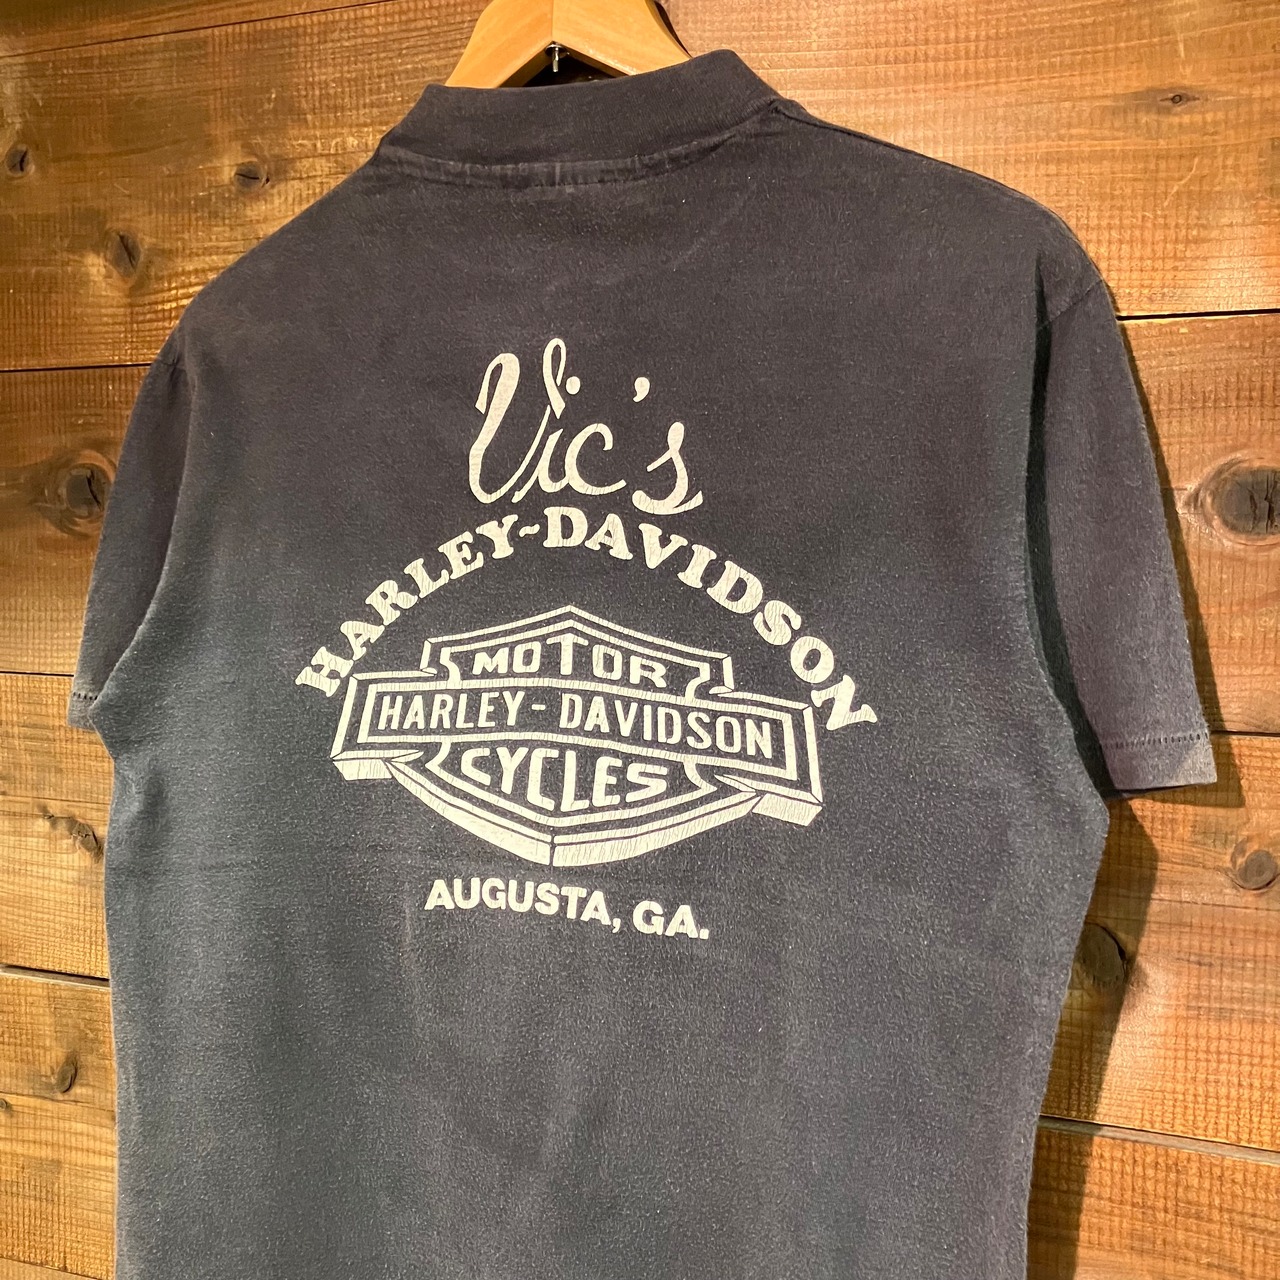 Vic's
HARLEY-DAVIDSON
MOTOR
HARLEY-DAVIDSON
CYCLES
AUGUSTA, GA.